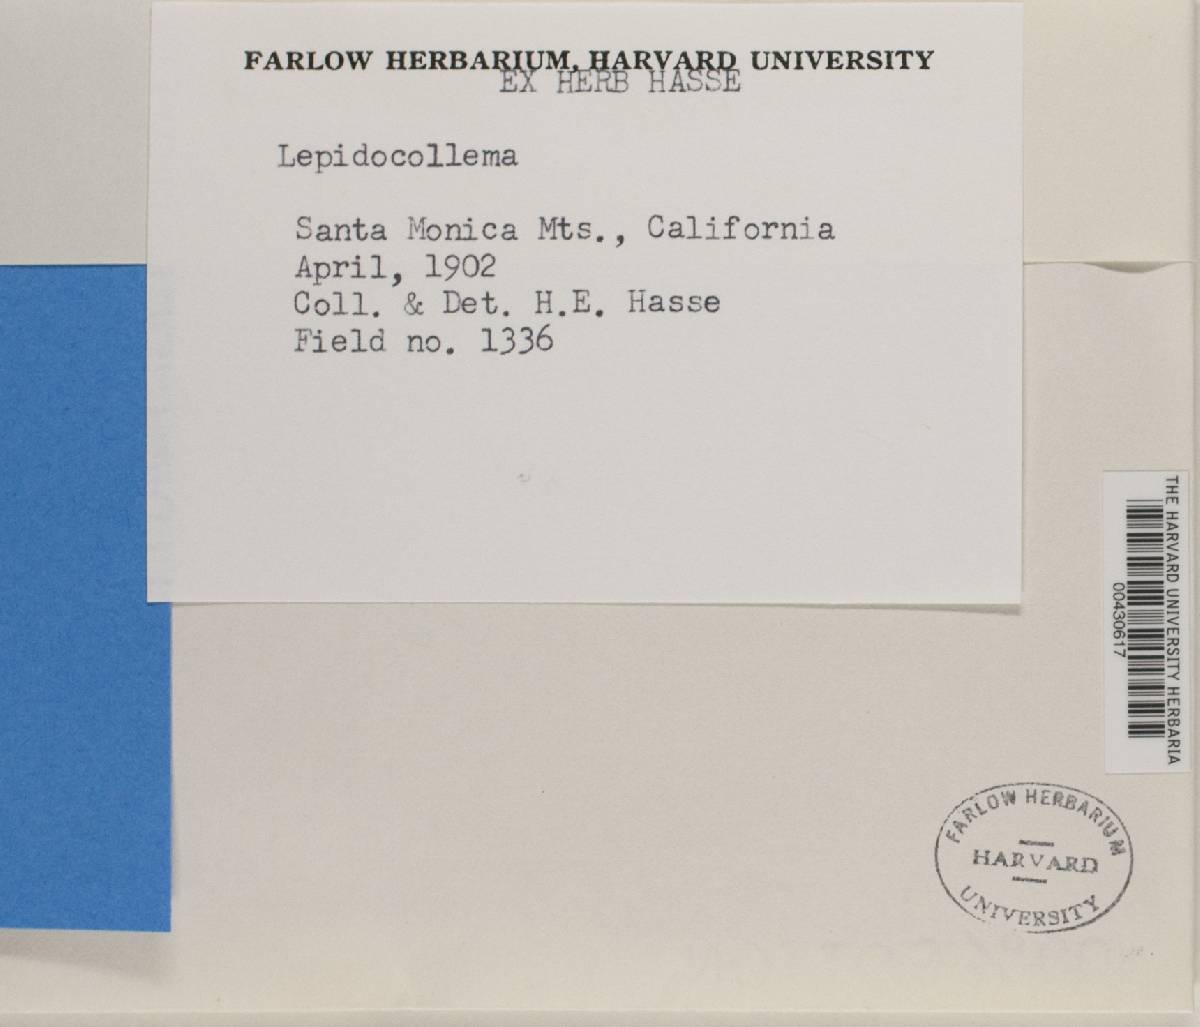 FARLOW HERBARIUM, HARVARD UNIVERSITY
EX HERB HASSE
Lepidocollema
Santa Monica Mts., California
April, 1902
Coll. & Det. H.E. Hasse
Field no. 1336
THE HARVARD UNIVERSITY HERBARIA
00430617
FARLOW HERBARIUM
HARVARD
UNIVERSITY